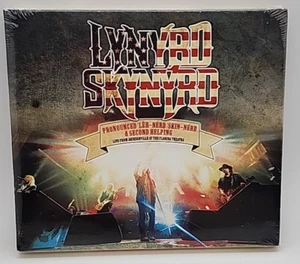 LYNYRD
SKYNYRD
PRONOUNCED 'LĔH-'NÉRD 'SKIN-'NÉRD
& SECOND HELPING
LIVE FROM JACKSONVILLE AT THE FLORIDA THEATRE